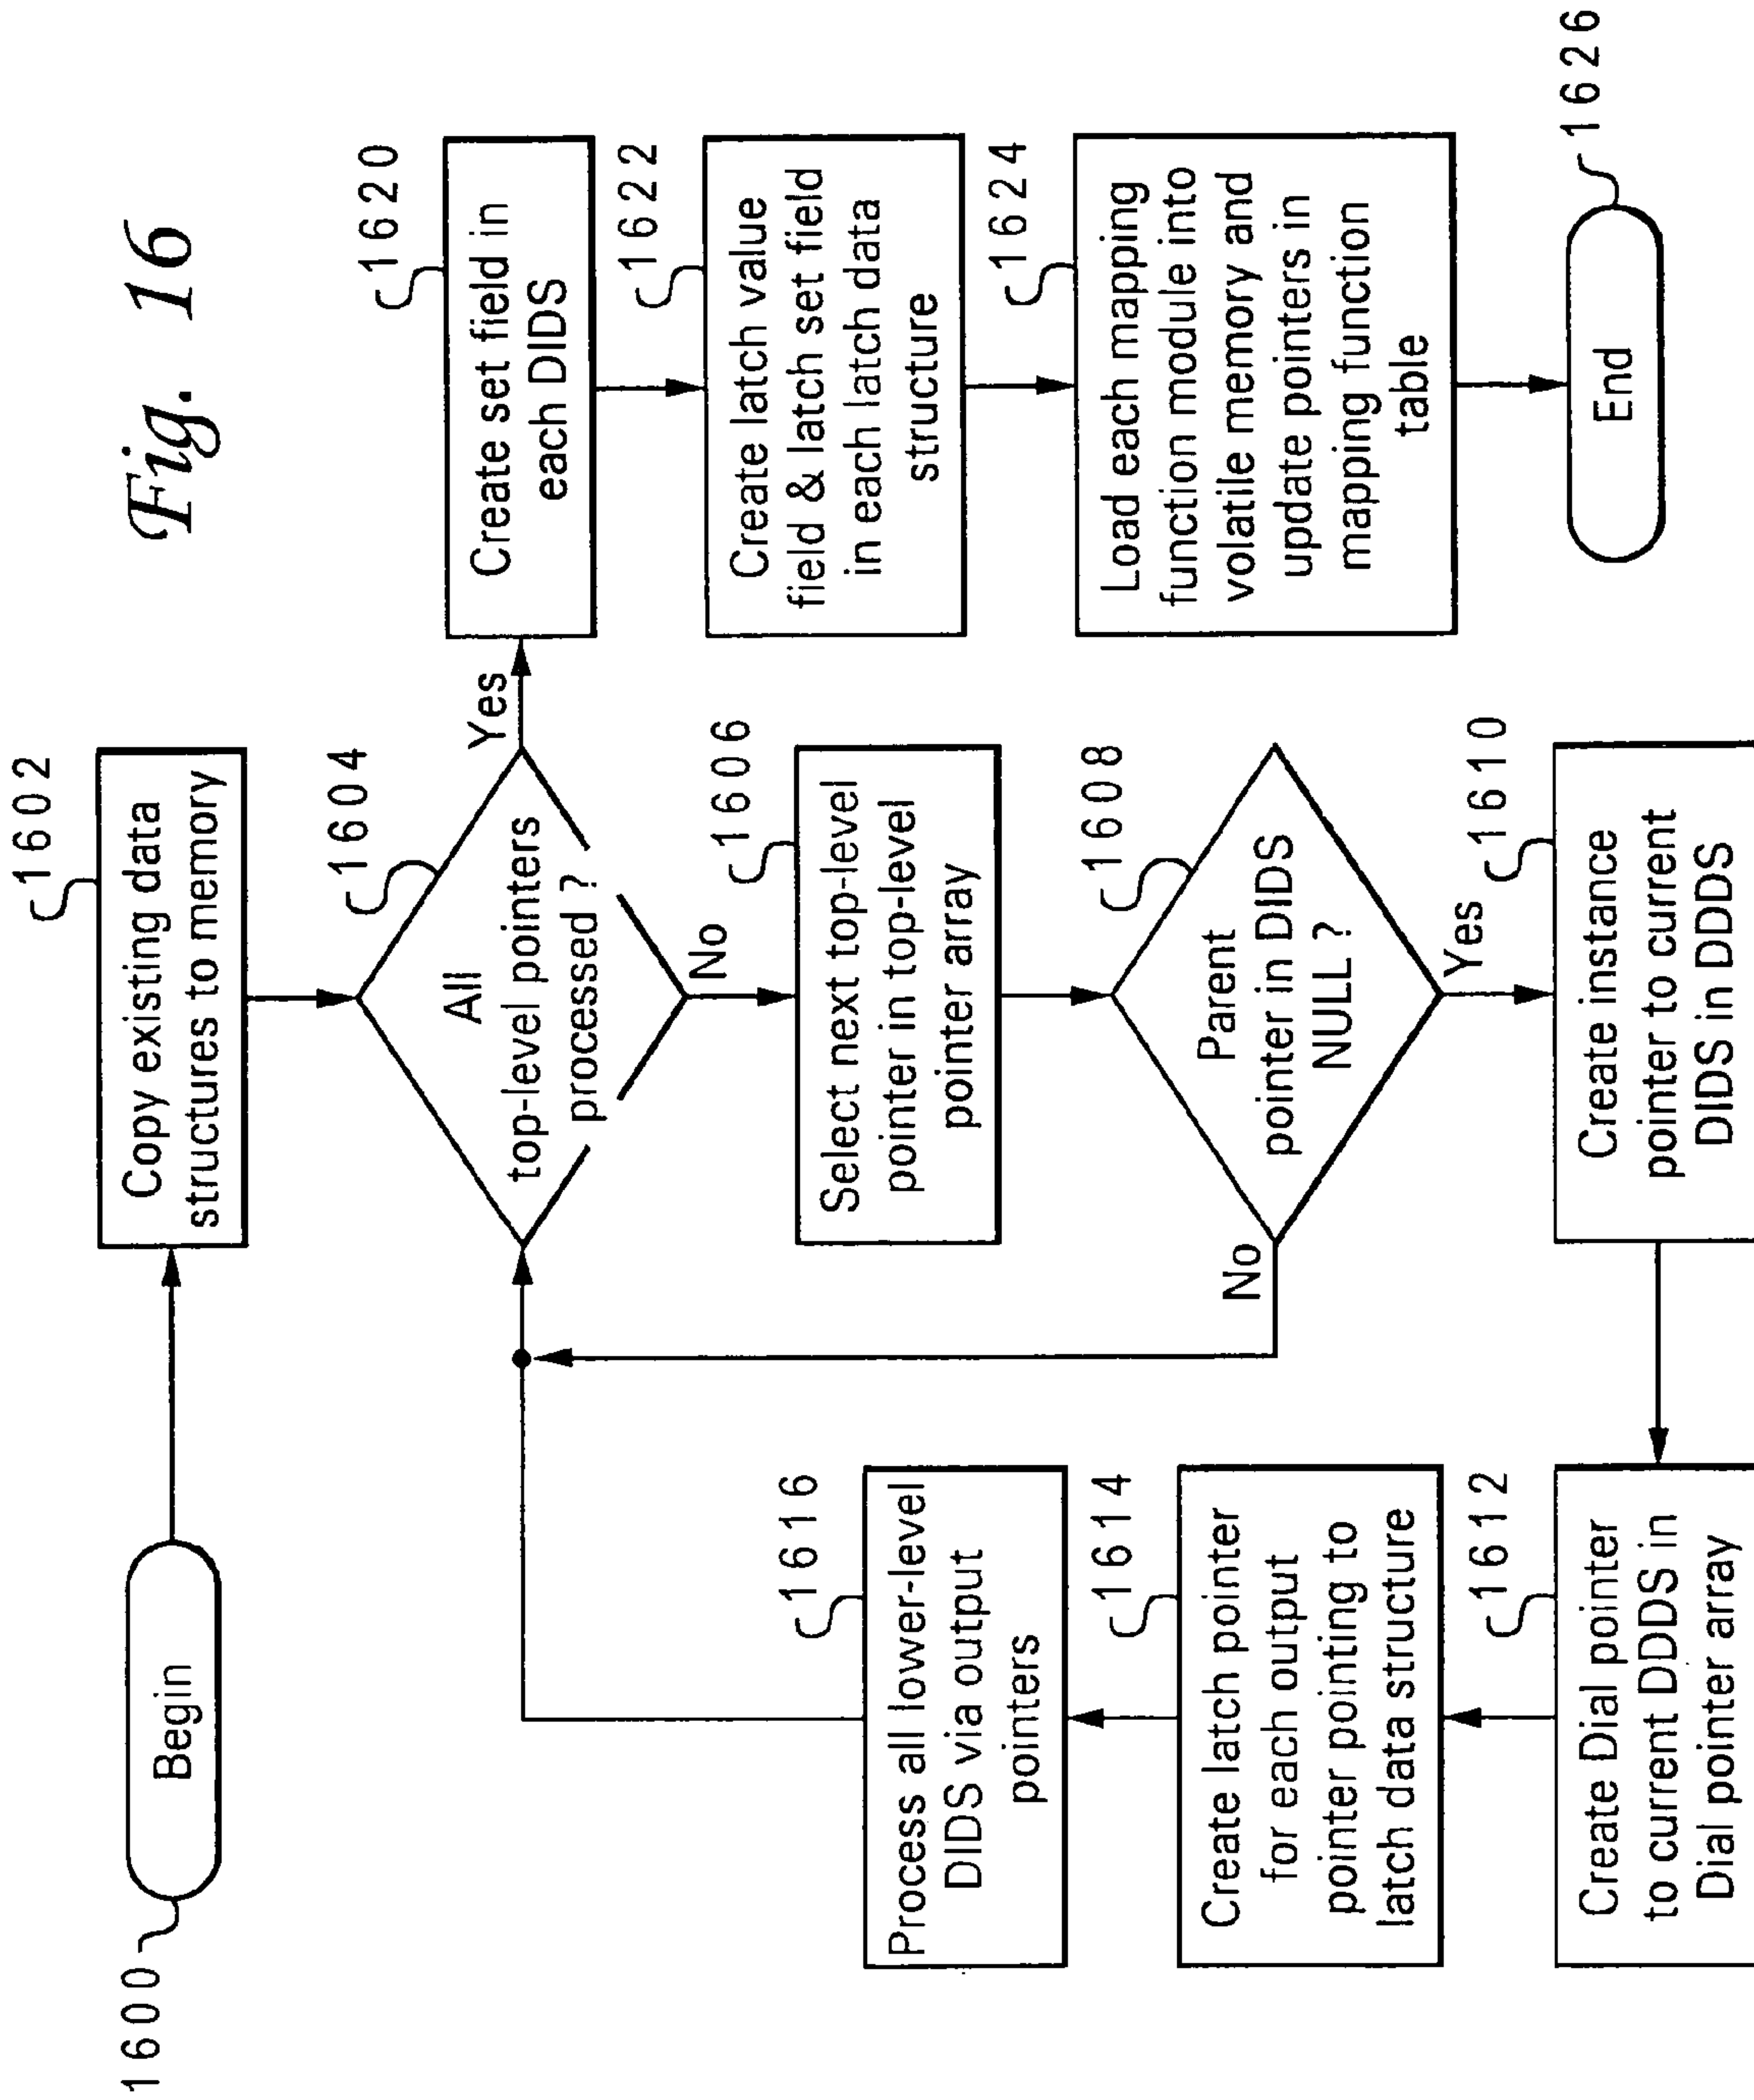 Fig. 16
1600
Begin
1602
Copy existing data
structures to memory
1604
All
top-level pointers
processed ?
Yes
No
1606
Select next top-level
pointer in top-level
pointer array
1608
Parent
pointer in DIDS
NULL ?
No
Yes
1610
Create instance
pointer to current
DIDS in DDDS
1612
Create Dial pointer
to current DDDS in
Dial pointer array
1614
Create latch pointer
for each output
pointer pointing to
latch data structure
1616
Process all lower-level
DIDS via output
pointers
1620
Create set field in
each DIDS
1622
Create latch value
field & latch set field
in each latch data
structure
1624
Load each mapping
function module into
volatile memory and
update pointers in
mapping function
table
End
1626